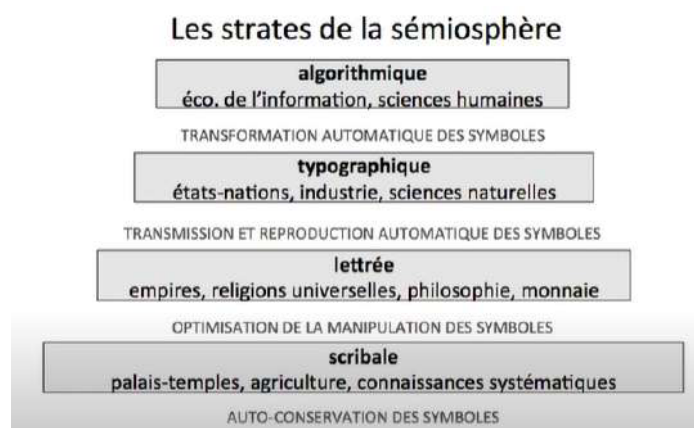 Les strates de la sémiosphère
algorithmique
éco. de l'information, sciences humaines
TRANSFORMATION AUTOMATIQUE DES SYMBOLES
typographique
états-nations, industrie, sciences naturelles
TRANSMISSION ET REPRODUCTION AUTOMATIQUE DES SYMBOLES
lettrée
empires, religions universelles, philosophie, monnaie
OPTIMISATION DE LA MANIPULATION DES SYMBOLES
scribale
palais-temples, agriculture, connaissances systématiques
AUTO-CONSERVATION DES SYMBOLES